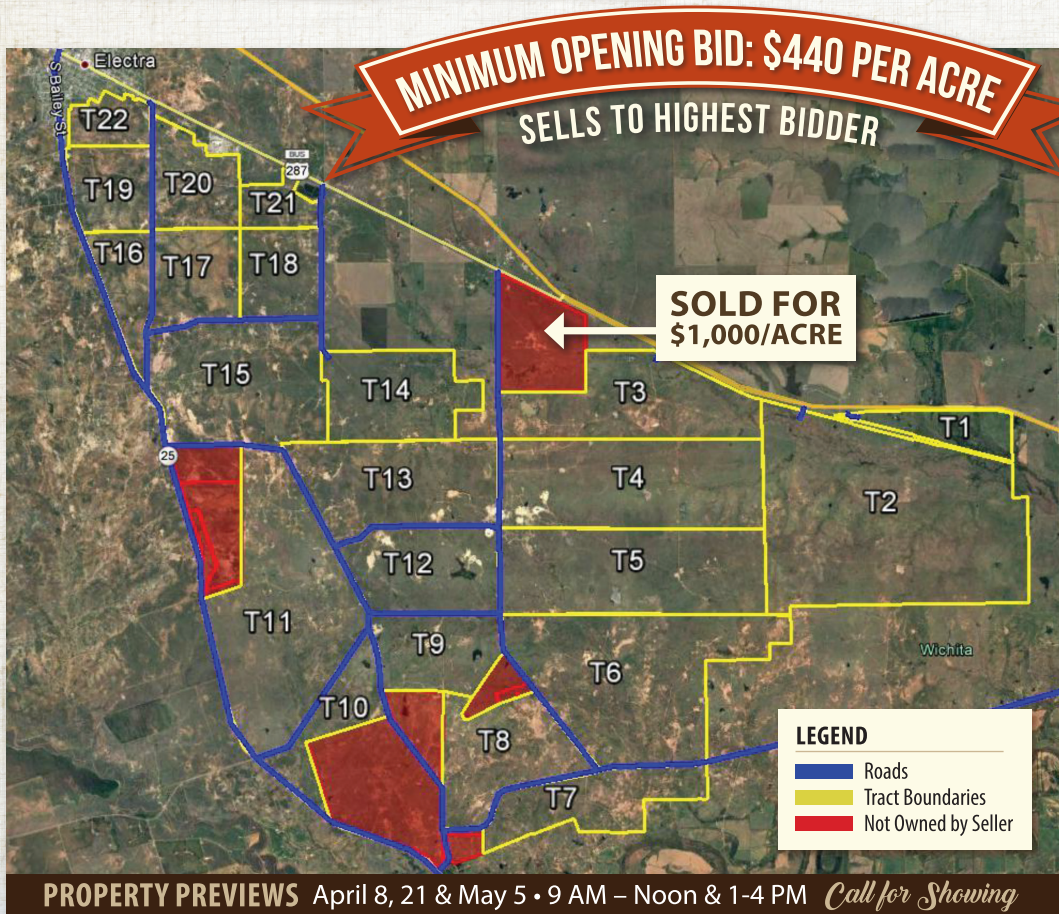 MINIMUM OPENING BID: $440 PER ACRE
SELLS TO HIGHEST BIDDER
Electra
S Bailey St
T22
BUS
287
T19
T20
T21
T16
T17
T18
SOLD FOR
$1,000/ACRE
T15
T14
T3
T1
25
T13
T4
T2
T12
T5
T11
T9
T6
Wichita
T10
T8
T7
LEGEND
Roads
Tract Boundaries
Not Owned by Seller
PROPERTY PREVIEWS April 8, 21 & May 5 • 9 AM – Noon & 1-4 PM Call for Showing